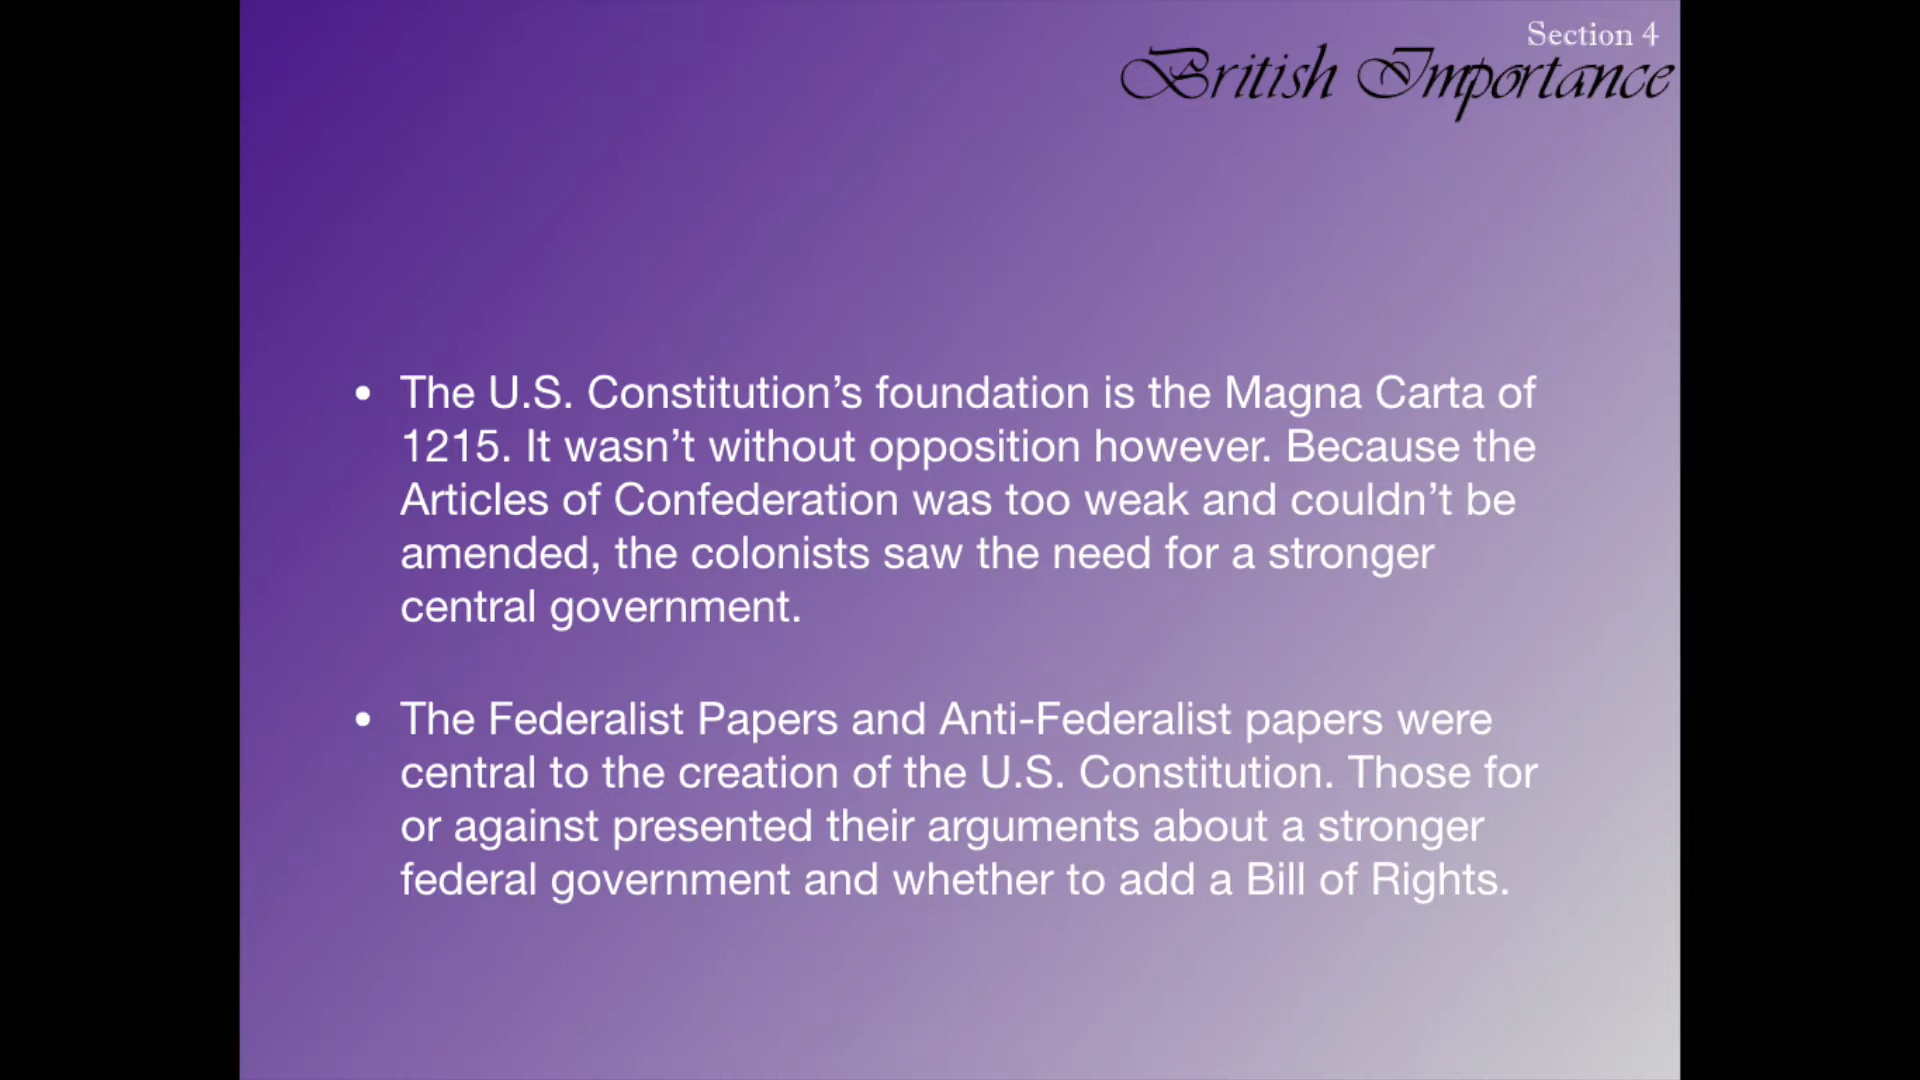 Section 4
British Importance
• The U.S. Constitution’s foundation is the Magna Carta of
1215. It wasn’t without opposition however. Because the
Articles of Confederation was too weak and couldn’t be
amended, the colonists saw the need for a stronger
central government.
• The Federalist Papers and Anti-Federalist papers were
central to the creation of the U.S. Constitution. Those for
or against presented their arguments about a stronger
federal government and whether to add a Bill of Rights.